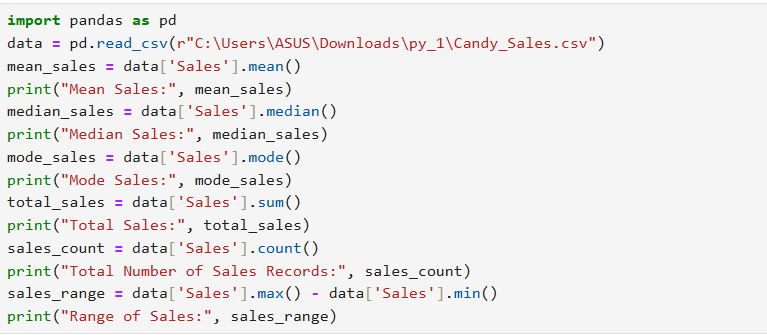 import pandas as pd
data = pd.read_csv(r"C:\Users\ASUS\Downloads\py_1\Candy_Sales.csv")
mean_sales = data['Sales'].mean()
print("Mean Sales:", mean_sales)
median_sales = data['Sales'].median()
print("Median Sales:", median_sales)
mode_sales = data['Sales'].mode()
print("Mode Sales:", mode_sales)
total_sales = data['Sales'].sum()
print("Total Sales:", total_sales)
sales_count = data['Sales'].count()
print("Total Number of Sales Records:", sales_count)
sales_range = data['Sales'].max() - data['Sales'].min()
print("Range of Sales:", sales_range)